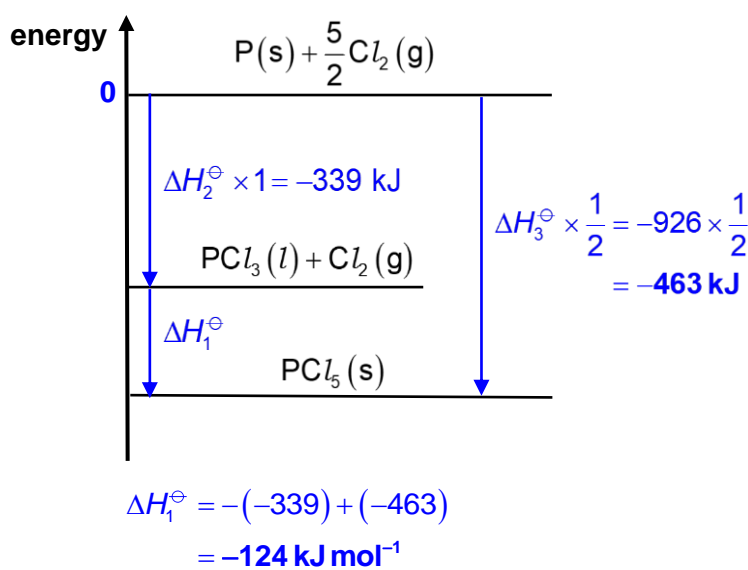 energy
P(s) + 5/2 Cl₂(g)
0
ΔH₂^⦵ × 1 = −339 kJ
ΔH₃^⦵ × 1/2 = −926 × 1/2
= −463 kJ
PCl₃(l) + Cl₂(g)
ΔH₁^⦵
PCl₅(s)
ΔH₁^⦵ = −(−339) + (−463)
= −124 kJ mol⁻¹